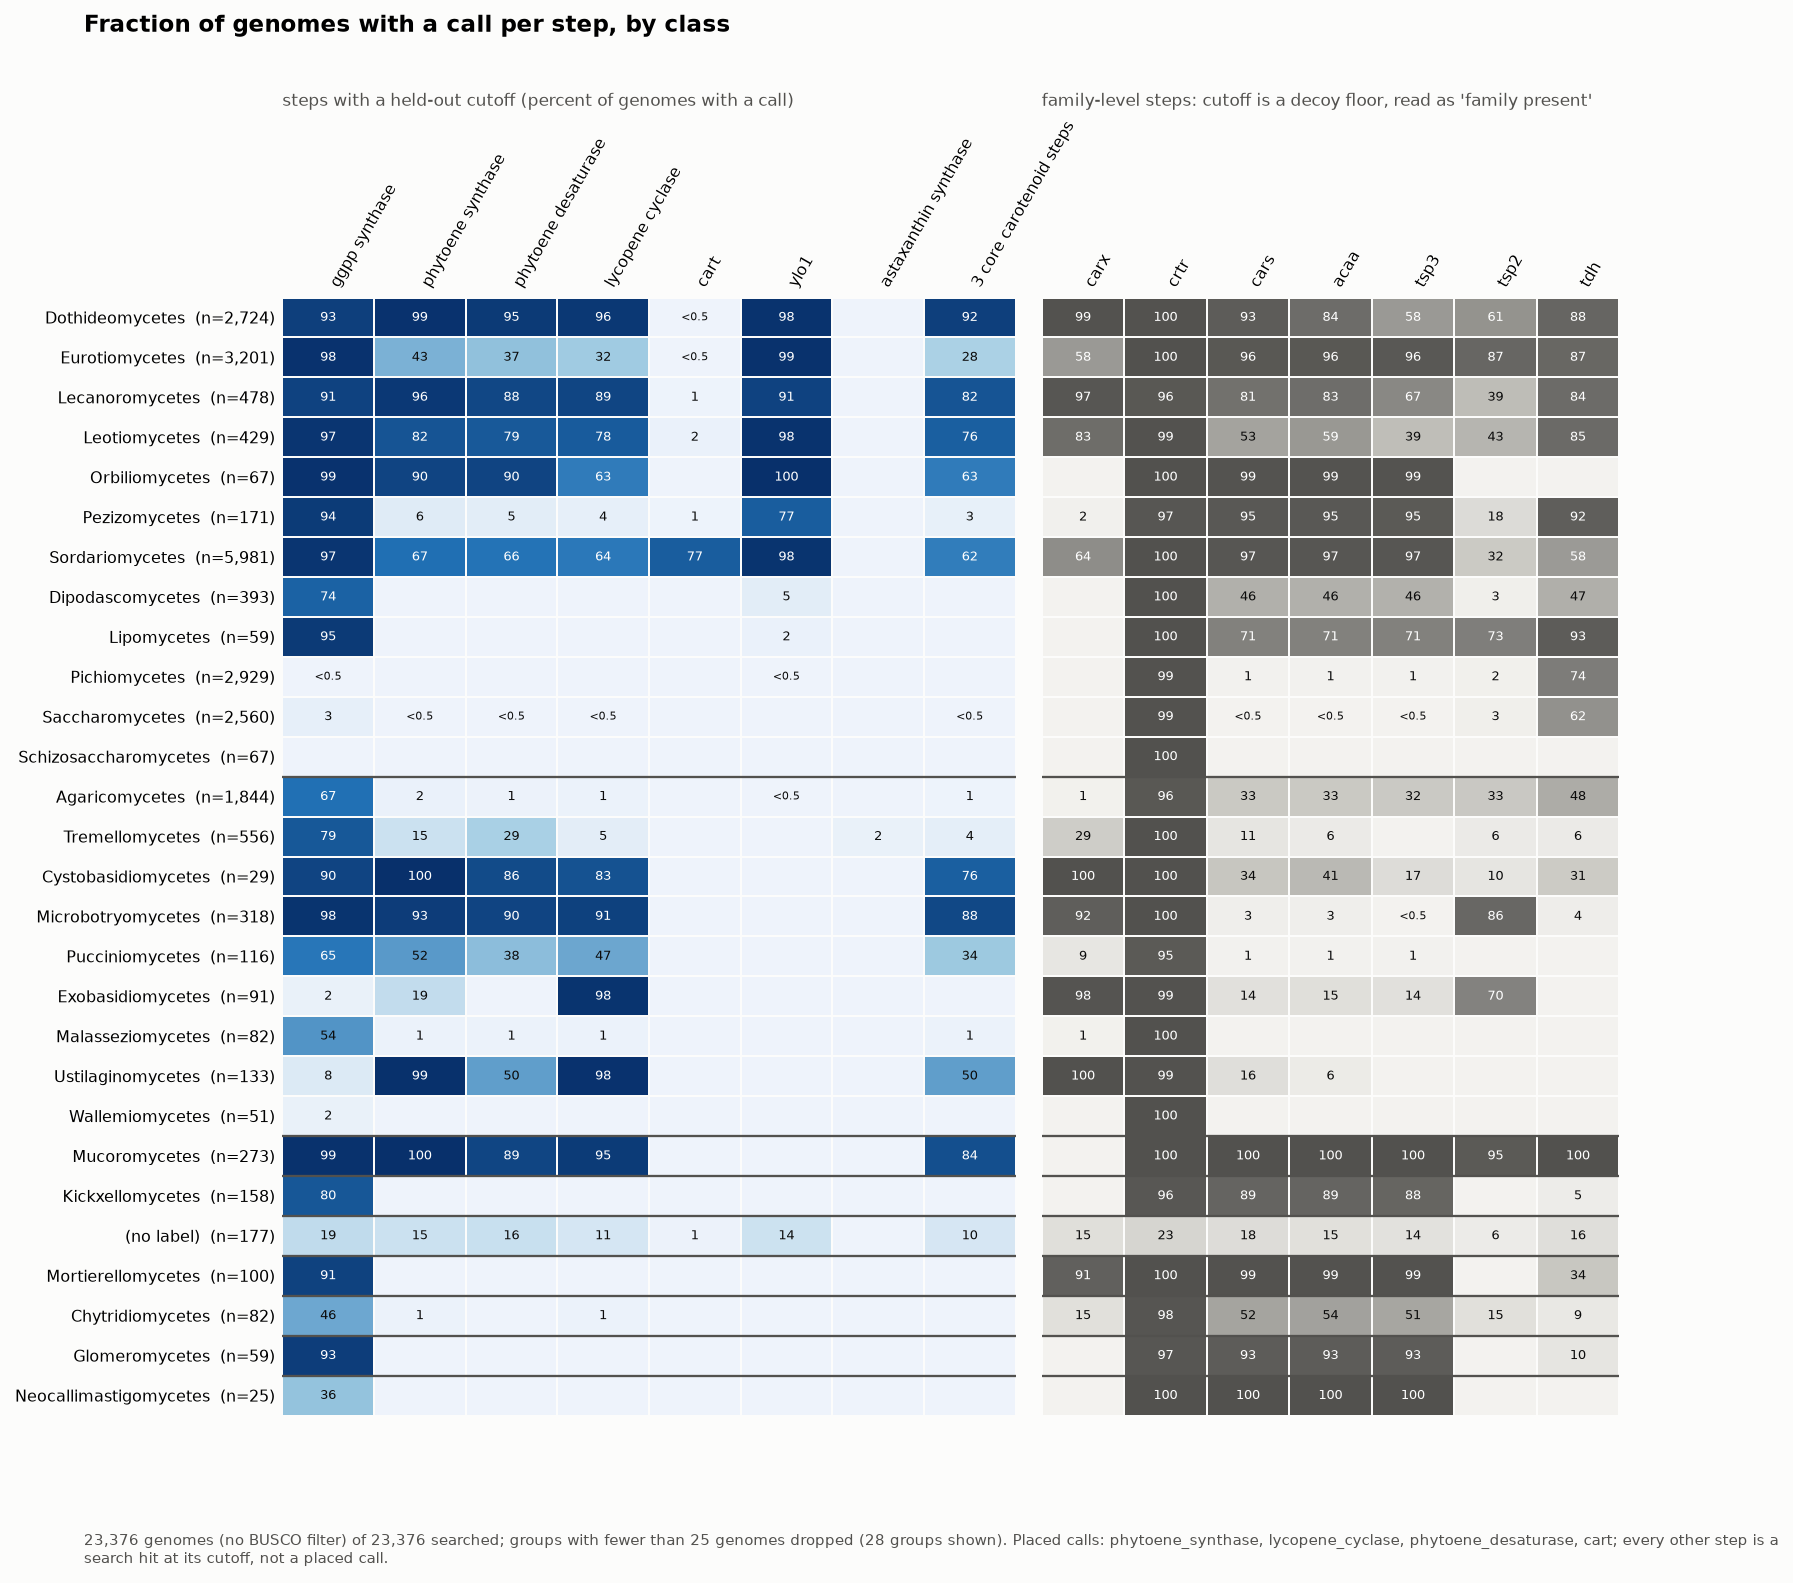 Fraction of genomes with a call per step, by class
steps with a held-out cutoff (percent of genomes with a call)
family-level steps: cutoff is a decoy floor, read as 'family present'
ggpp synthase
phytoene synthase
phytoene desaturase
lycopene cyclase
cart
ylo1
astaxanthin synthase
3 core carotenoid steps
carx
crtr
cars
acaa
tsp3
tsp2
tdh
Dothideomycetes (n=2,724) 93 99 95 96 <0.5 98 92 99 100 93 84 58 61 88
Eurotiomycetes (n=3,201) 98 43 37 32 <0.5 99 28 58 100 96 96 96 87 87
Lecanoromycetes (n=478) 91 96 88 89 1 91 82 97 96 81 83 67 39 84
Leotiomycetes (n=429) 97 82 79 78 2 98 76 83 99 53 59 39 43 85
Orbiliomycetes (n=67) 99 90 90 63 100 63 100 99 99 99
Pezizomycetes (n=171) 94 6 5 4 1 77 3 2 97 95 95 95 18 92
Sordariomycetes (n=5,981) 97 67 66 64 77 98 62 64 100 97 97 97 32 58
Dipodascomycetes (n=393) 74 5 100 46 46 46 3 47
Lipomycetes (n=59) 95 2 100 71 71 71 73 93
Pichiomycetes (n=2,929) <0.5 <0.5 99 1 1 1 2 74
Saccharomycetes (n=2,560) 3 <0.5 <0.5 <0.5 <0.5 99 <0.5 <0.5 <0.5 3 62
Schizosaccharomycetes (n=67) 100
Agaricomycetes (n=1,844) 67 2 1 1 <0.5 1 1 96 33 33 32 33 48
Tremellomycetes (n=556) 79 15 29 5 2 4 29 100 11 6 6 6
Cystobasidiomycetes (n=29) 90 100 86 83 76 100 100 34 41 17 10 31
Microbotryomycetes (n=318) 98 93 90 91 88 92 100 3 3 <0.5 86 4
Pucciniomycetes (n=116) 65 52 38 47 34 9 95 1 1 1
Exobasidiomycetes (n=91) 2 19 98 98 99 14 15 14 70
Malasseziomycetes (n=82) 54 1 1 1 1 1 100
Ustilaginomycetes (n=133) 8 99 50 98 50 100 99 16 6
Wallemiomycetes (n=51) 2 100
Mucoromycetes (n=273) 99 100 89 95 84 100 100 100 100 95 100
Kickxellomycetes (n=158) 80 96 89 89 88 5
(no label) (n=177) 19 15 16 11 1 14 10 15 23 18 15 14 6 16
Mortierellomycetes (n=100) 91 91 100 99 99 99 34
Chytridiomycetes (n=82) 46 1 1 15 98 52 54 51 15 9
Glomeromycetes (n=59) 93 97 93 93 93 10
Neocallimastigomycetes (n=25) 36 100 100 100 100
23,376 genomes (no BUSCO filter) of 23,376 searched; groups with fewer than 25 genomes dropped (28 groups shown). Placed calls: phytoene_synthase, lycopene_cyclase, phytoene_desaturase, cart; every other step is a
search hit at its cutoff, not a placed call.